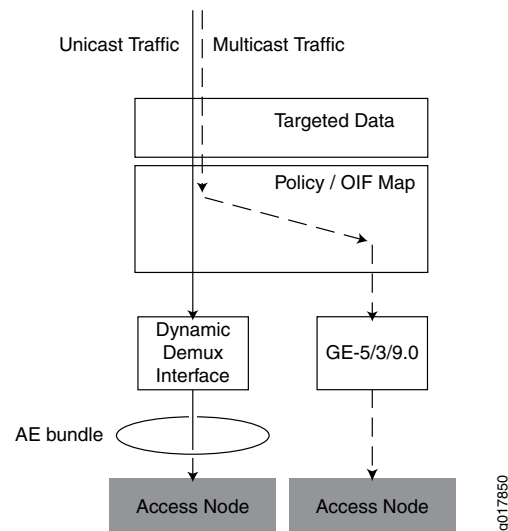 Unicast Traffic
Multicast Traffic
Targeted Data
Policy / OIF Map
Dynamic
Demux
Interface
GE-5/3/9.0
AE bundle
Access Node
Access Node
g017850